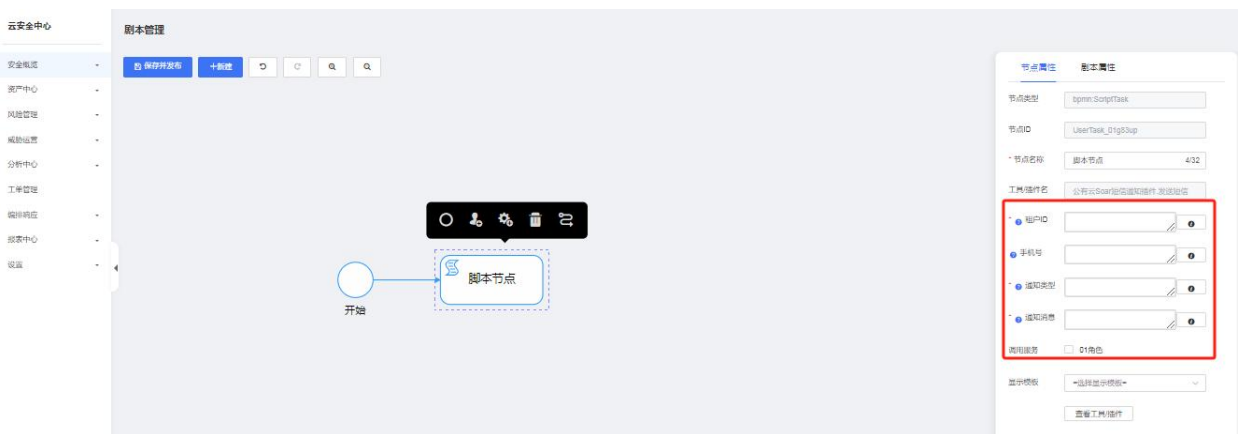 云安全中心
剧本管理
安全概览
资产中心
风险管理
威胁运营
分析中心
工单管理
编排响应
报表中心
设置
保存并发布
+新建
开始
脚本节点
节点属性
剧本属性
节点类型
bpmn:ScriptTask
节点ID
UserTask_01g83up
* 节点名称
脚本节点
4/32
工具/插件名
公有云Soar短信通知插件.发送短信
* 租户ID
手机号
* 通知类型
* 通知消息
调用服务
01角色
显示模板
=选择显示模板=
查看工具/插件